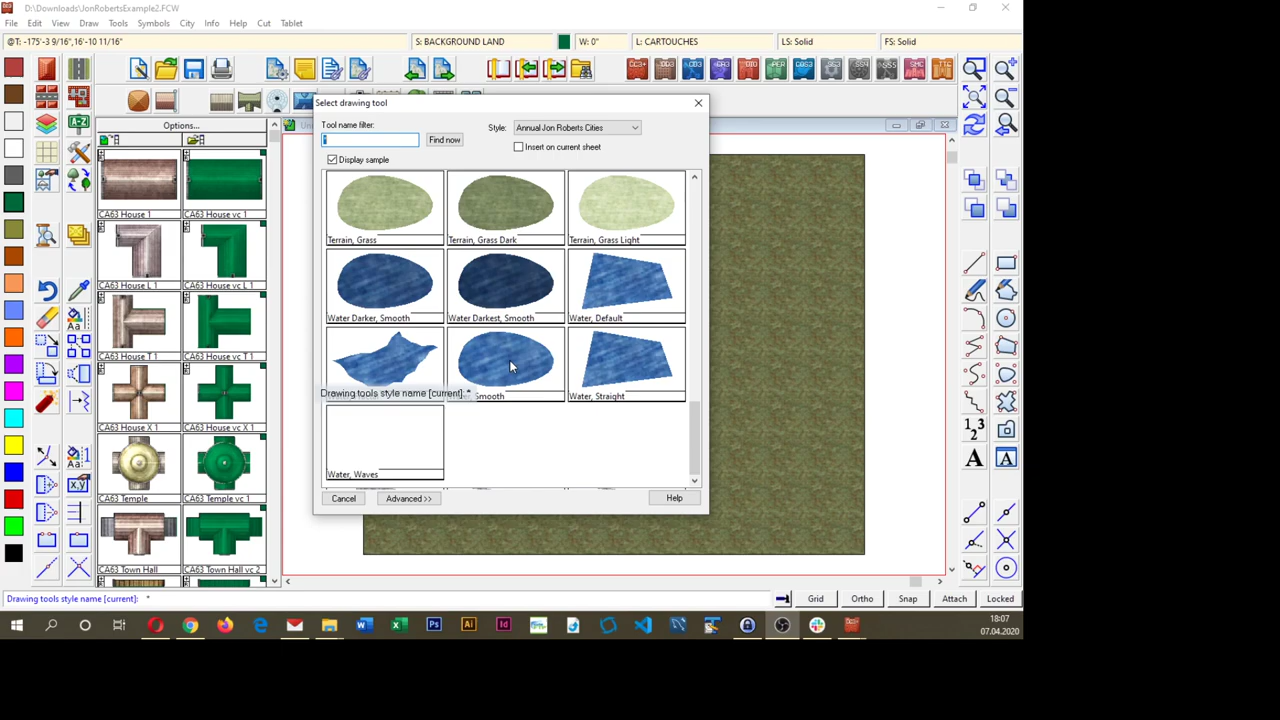 D:\Downloads\JonRobertsExample2.FCW
File Edit View Draw Tools Symbols City Info Help Cut Tablet
@T: -175'-3 9/16",16'-10 11/16"
S: BACKGROUND LAND
W: 0"
L: CARTOUCHES
LS: Solid
FS: Solid
Options...
CA63 House 1
CA63 House vc 1
CA63 House L 1
CA63 House vc L 1
CA63 House T 1
CA63 House vc T 1
CA63 House X 1
CA63 House vc X 1
CA63 Temple
CA63 Temple vc 1
CA63 Town Hall
CA63 Town Hall vc 2
Select drawing tool
Tool name filter:
Find now
Style:
Annual Jon Roberts Cities
Insert on current sheet
Display sample
Terrain, Grass
Terrain, Grass Dark
Terrain, Grass Light
Water Darker, Smooth
Water Darkest, Smooth
Water, Default
Drawing tools style name [current]: *
Smooth
Water, Straight
Water, Waves
Cancel
Advanced >>
Help
Drawing tools style name [current]: *
Grid
Ortho
Snap
Attach
Locked
18:07
07.04.2020